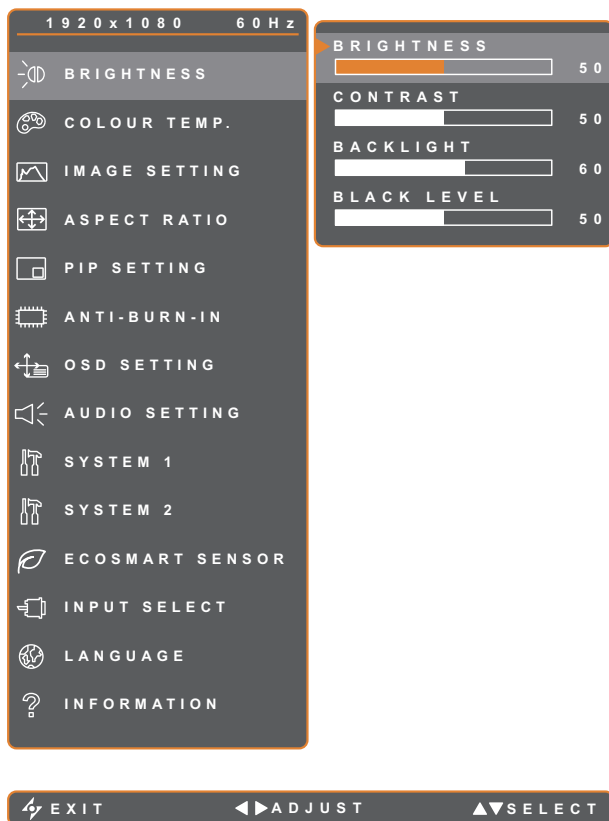 1920x1080 60Hz
BRIGHTNESS
COLOUR TEMP.
IMAGE SETTING
ASPECT RATIO
PIP SETTING
ANTI-BURN-IN
OSD SETTING
AUDIO SETTING
SYSTEM 1
SYSTEM 2
ECOSMART SENSOR
INPUT SELECT
LANGUAGE
INFORMATION
BRIGHTNESS
50
CONTRAST
50
BACKLIGHT
60
BLACK LEVEL
50
EXIT ADJUST SELECT